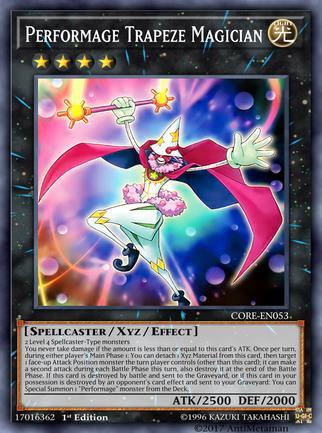 PERFORMAGE TRAPEZE MAGICIAN
LIGHT
光
CORE-EN053
[SPELLCASTER / XYZ / EFFECT]
2 Level 4 Spellcaster-Type monsters
You never take damage if the amount is less than or equal to this card's ATK. Once per turn,
during either player's Main Phase 1: You can detach 1 Xyz Material from this card, then target
1 face-up Attack Position monster the turn player controls (other than this card); it can make
a second attack during each Battle Phase this turn, also destroy it at the end of the Battle
Phase. If this card is destroyed by battle and sent to the Graveyard, or if this card in your
possession is destroyed by an opponent's card effect and sent to your Graveyard: You can
Special Summon 1 "Performage" monster from the Deck.
ATK/2500 DEF/2000
17016362 1st Edition ©1996 KAZUKI TAKAHASHI
©2017 AntiMetaman